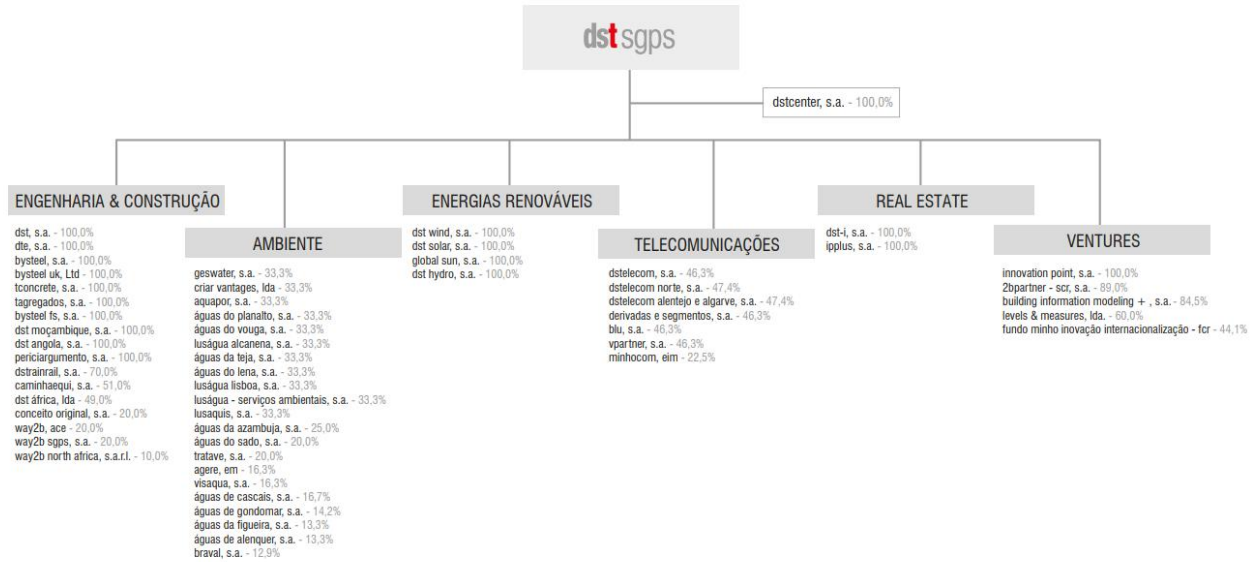 dst sgps
dstcenter, s.a. - 100,0%
ENGENHARIA & CONSTRUÇÃO
dst, s.a. - 100,0%
dte, s.a. - 100,0%
bysteel, s.a. - 100,0%
bysteel uk, Ltd - 100,0%
tconcrete, s.a. - 100,0%
tagregados, s.a. - 100,0%
bysteel fs, s.a. - 100,0%
dst moçambique, s.a. - 100,0%
dst angola, s.a. - 100,0%
periciargumento, s.a. - 100,0%
dstrainrail, s.a. - 70,0%
caminhaequi, s.a. - 51,0%
dst áfrica, lda - 49,0%
conceito original, s.a. - 20,0%
way2b, ace - 20,0%
way2b sgps, s.a. - 20,0%
way2b north africa, s.a.r.l. - 10,0%
AMBIENTE
geswater, s.a. - 33,3%
criar vantages, lda - 33,3%
aquapor, s.a. - 33,3%
águas do planalto, s.a. - 33,3%
águas do vouga, s.a. - 33,3%
luságua alcanena, s.a. - 33,3%
águas da teja, s.a. - 33,3%
águas do lena, s.a. - 33,3%
luságua lisboa, s.a. - 33,3%
luságua - serviços ambientais, s.a. - 33,3%
lusaquis, s.a. - 33,3%
águas da azambuja, s.a. - 25,0%
águas do sado, s.a. - 20,0%
tratave, s.a. - 20,0%
agere, em - 16,3%
visaqua, s.a. - 16,3%
águas de cascais, s.a. - 16,7%
águas de gondomar, s.a. - 14,2%
águas da figueira, s.a. - 13,3%
águas de alenquer, s.a. - 13,3%
braval, s.a. - 12,9%
ENERGIAS RENOVÁVEIS
dst wind, s.a. - 100,0%
dst solar, s.a. - 100,0%
global sun, s.a. - 100,0%
dst hydro, s.a. - 100,0%
TELECOMUNICAÇÕES
dstelecom, s.a. - 46,3%
dstelecom norte, s.a. - 47,4%
dstelecom alentejo e algarve, s.a. - 47,4%
derivadas e segmentos, s.a. - 46,3%
blu, s.a. - 46,3%
vpartner, s.a. - 46,3%
minhocom, eim - 22,5%
REAL ESTATE
dst-i, s.a. - 100,0%
ipplus, s.a. - 100,0%
VENTURES
innovation point, s.a. - 100,0%
2bpartner - scr, s.a. - 89,0%
building information modeling + , s.a. - 84,5%
levels & measures, lda. - 60,0%
fundo minho inovação internacionalização - fcr - 44,1%